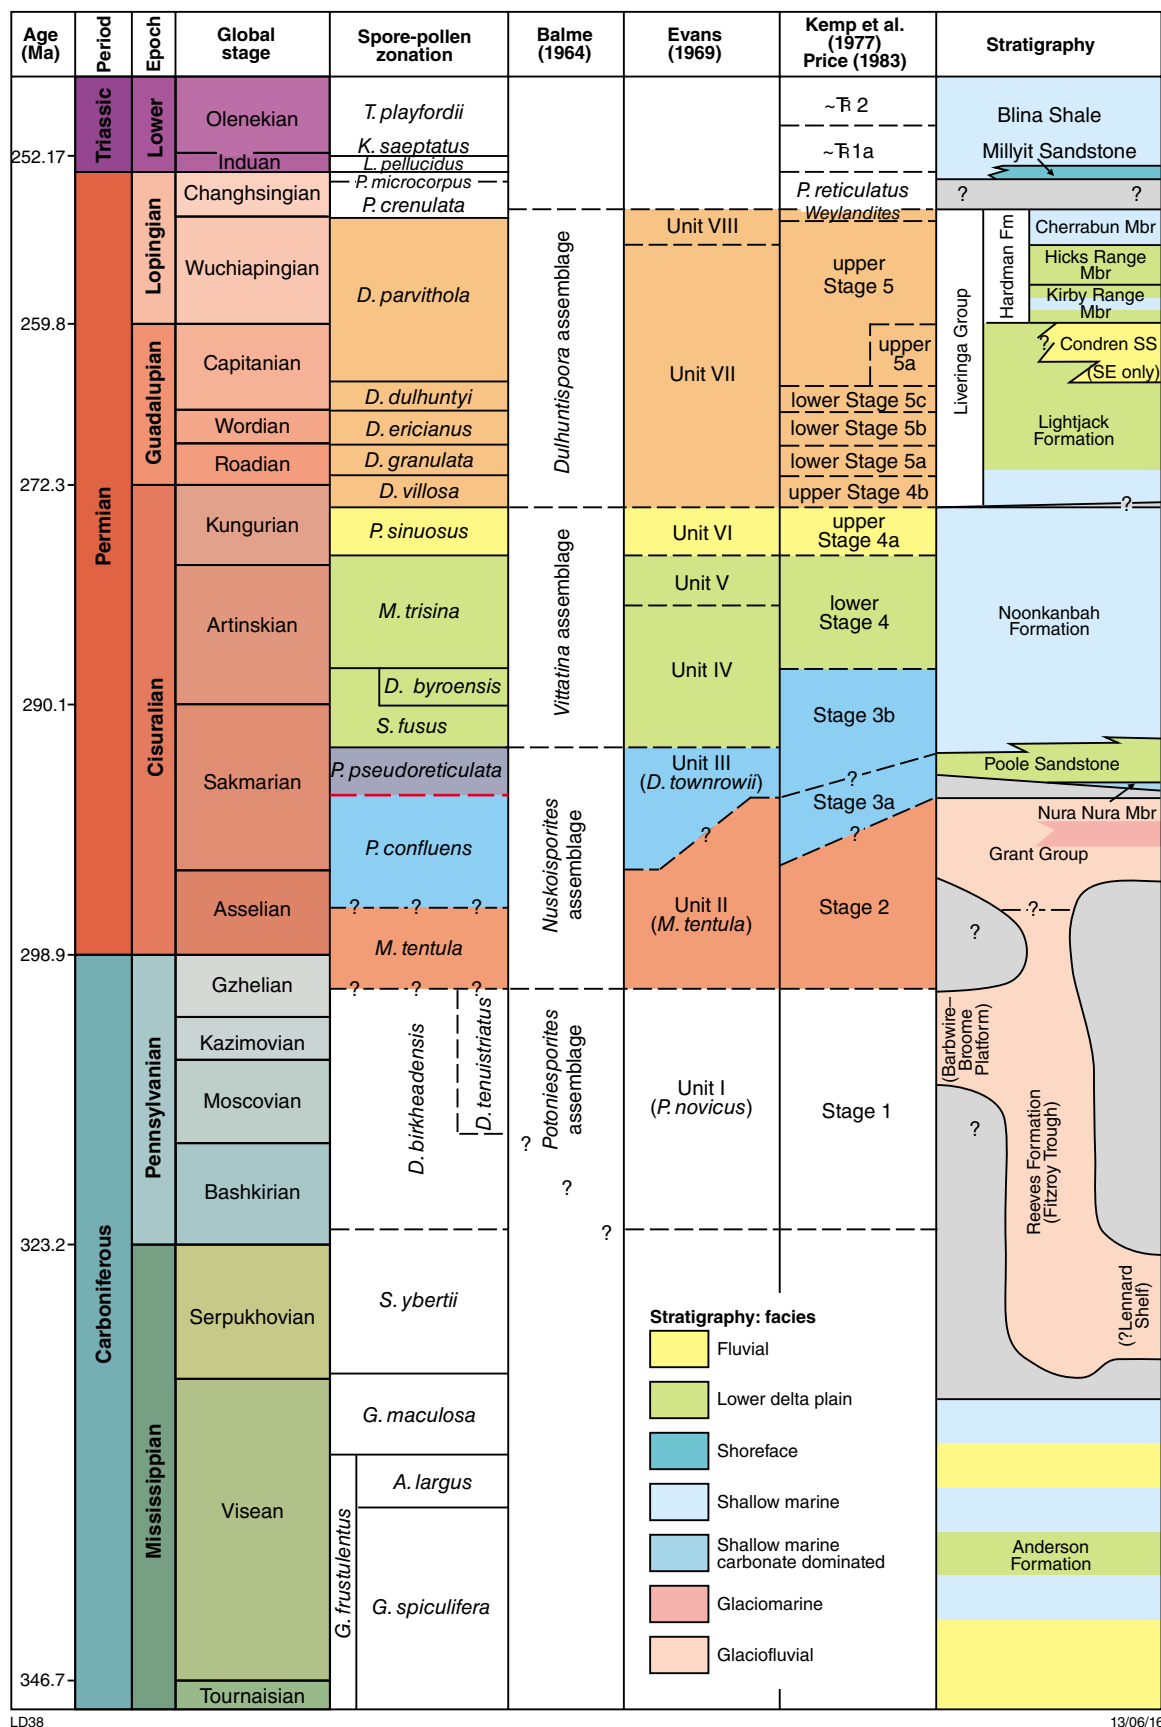 Age
(Ma)
Period
Epoch
Global
stage
Spore-pollen
zonation
Balme
(1964)
Evans
(1969)
Kemp et al.
(1977)
Price (1983)
Stratigraphy
252.17
259.8
272.3
290.1
298.9
323.2
346.7
Triassic
Permian
Carboniferous
Lower
Lopingian
Guadalupian
Cisuralian
Pennsylvanian
Mississippian
Olenekian
Induan
Changhsingian
Wuchiapingian
Capitanian
Wordian
Roadian
Kungurian
Artinskian
Sakmarian
Asselian
Gzhelian
Kazimovian
Moscovian
Bashkirian
Serpukhovian
Visean
Tournaisian
T. playfordii
K. saeptatus
L. pellucidus
P. microcorpus
P. crenulata
D. parvithola
D. dulhuntyi
D. ericianus
D. granulata
D. villosa
P. sinuosus
M. trisina
D. byroensis
S. fusus
P. pseudoreticulata
P. confluens
? ? ?
M. tentula
? ? ?
D. birkheadensis
D. tenuistriatus
S. ybertii
G. maculosa
A. largus
G. frustulentus
G. spiculifera
Dulhuntispora assemblage
Vittatina assemblage
Nuskoisporites
assemblage
Potoniesporites
assemblage
?
?
?
Unit VIII
Unit VII
Unit VI
Unit V
Unit IV
Unit III
(D. townrowii)
?
Unit II
(M. tentula)
Unit I
(P. novicus)
~TR 2
~TR 1a
P. reticulatus
Weylandites
upper
Stage 5
upper
5a
lower Stage 5c
lower Stage 5b
lower Stage 5a
upper Stage 4b
upper
Stage 4a
lower
Stage 4
Stage 3b
?
Stage 3a
?
Stage 2
Stage 1
Blina Shale
Millyit Sandstone
? ?
Liveringa Group
Hardman Fm
Cherrabun Mbr
Hicks Range
Mbr
Kirby Range
Mbr
? Condren SS
(SE only)
Lightjack
Formation
?
Noonkanbah
Formation
Poole Sandstone
Nura Nura Mbr
Grant Group
?
?
(Barbwire–
Broome
Platform)
?
Reeves Formation
(Fitzroy Trough)
(?Lennard
Shelf)
Anderson
Formation
Stratigraphy: facies
Fluvial
Lower delta plain
Shoreface
Shallow marine
Shallow marine
carbonate dominated
Glaciomarine
Glaciofluvial
LD38
13/06/16